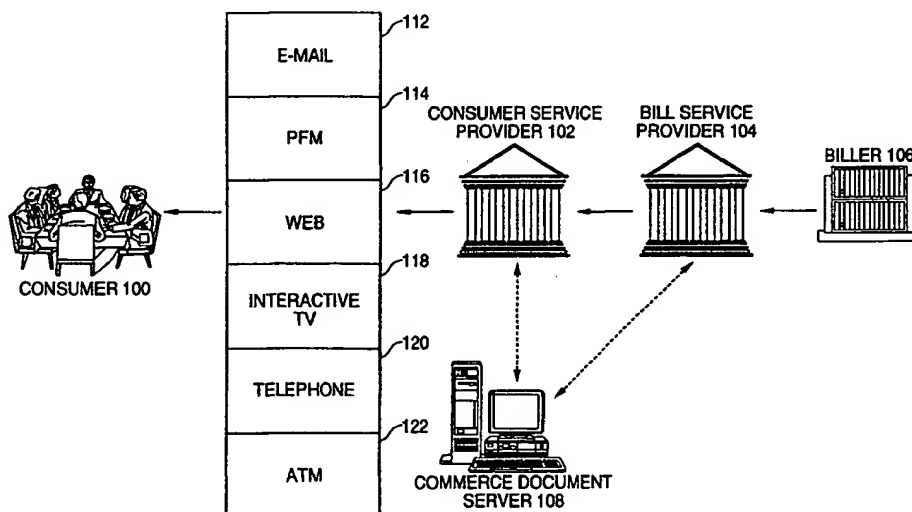 112
E-MAIL
114
PFM
116
WEB
118
INTERACTIVE
TV
120
TELEPHONE
122
ATM
CONSUMER 100
CONSUMER SERVICE
PROVIDER 102
BILL SERVICE
PROVIDER 104
BILLER 106
COMMERCE DOCUMENT
SERVER 108